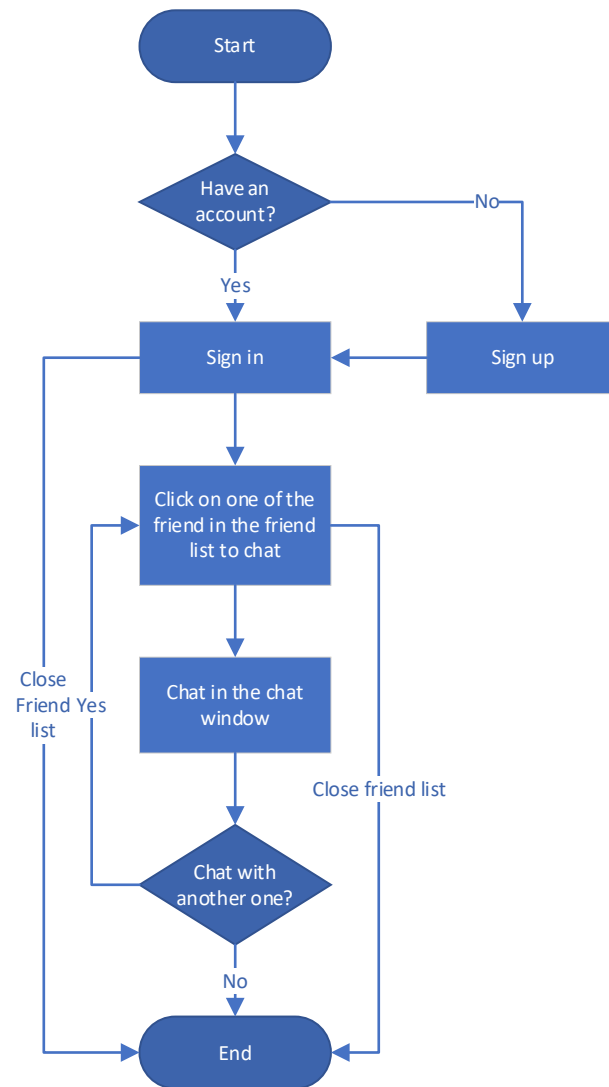 Start
Have an
account?
No
Yes
Sign in
Sign up
Click on one of the
friend in the friend
list to chat
Close
Friend
list
Yes
Chat in the chat
window
Close friend list
Chat with
another one?
No
End